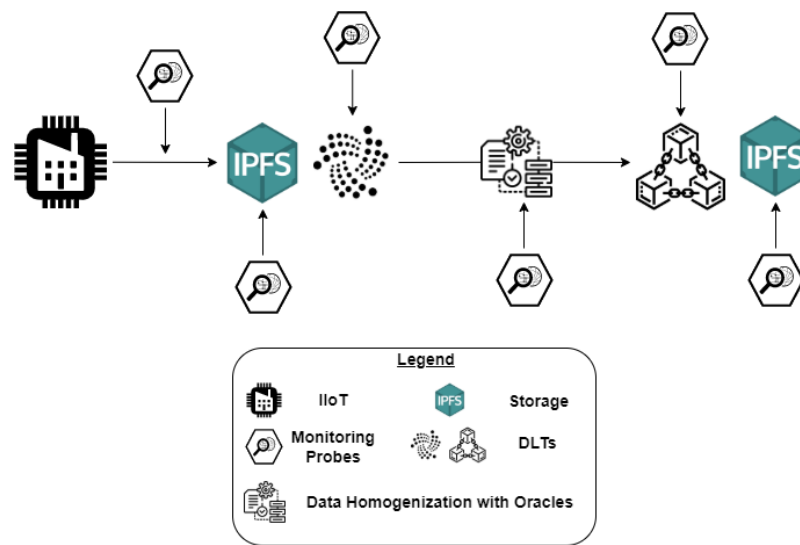 IPFS
IPFS
Legend
IIoT
IPFS
Storage
Monitoring
Probes
DLTs
Data Homogenization with Oracles